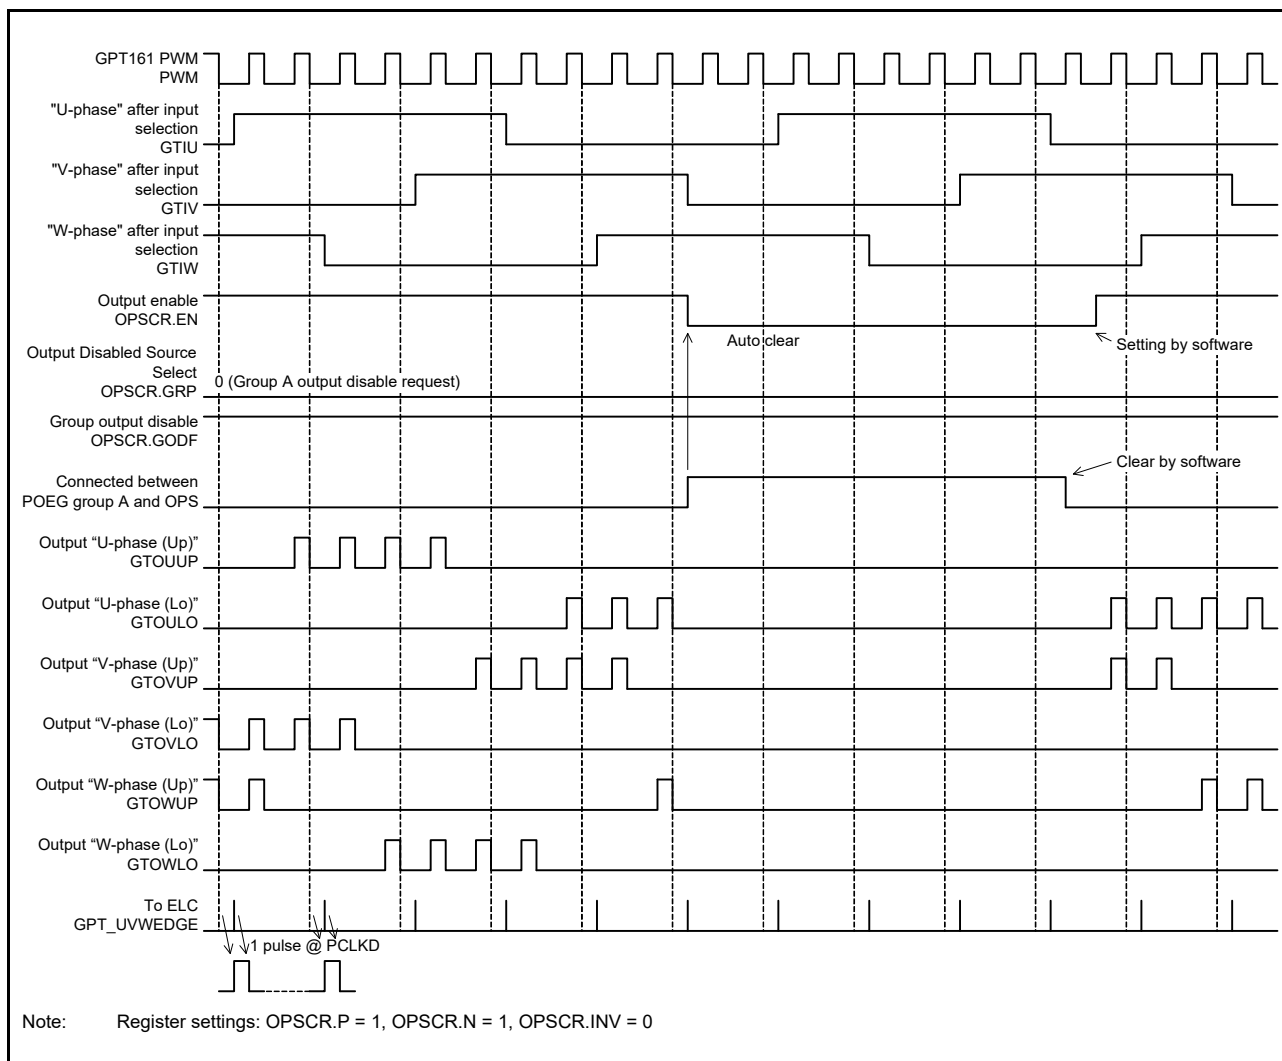 GPT161 PWM
PWM
"U-phase" after input
selection
GTIU
"V-phase" after input
selection
GTIV
"W-phase" after input
selection
GTIW
Output enable
OPSCR.EN
Auto clear
Setting by software
Output Disabled Source
Select
OPSCR.GRP
0 (Group A output disable request)
Group output disable
OPSCR.GODF
Clear by software
Connected between
POEG group A and OPS
Output “U-phase (Up)”
GTOUUP
Output “U-phase (Lo)”
GTOULO
Output “V-phase (Up)”
GTOVUP
Output “V-phase (Lo)”
GTOVLO
Output “W-phase (Up)”
GTOWUP
Output “W-phase (Lo)”
GTOWLO
To ELC
GPT_UVWEDGE
1 pulse @ PCLKD
Note: Register settings: OPSCR.P = 1, OPSCR.N = 1, OPSCR.INV = 0